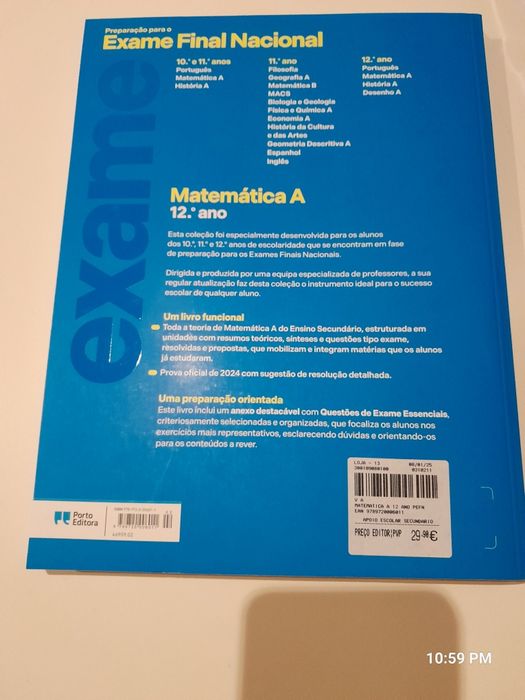 Preparação para o
Exame Final Nacional
10.º e 11.º anos
Português
Matemática A
História A
11.º ano
Filosofia
Geografia A
Matemática B
MACS
Biologia e Geologia
Física e Química A
Economia A
História da Cultura
e das Artes
Geometria Descritiva A
Espanhol
Inglês
12.º ano
Português
Matemática A
História A
Desenho A
exame
Matemática A
12.º ano
Esta coleção foi especialmente desenvolvida para os alunos
dos 10.º, 11.º e 12.º anos de escolaridade que se encontram em fase
de preparação para os Exames Finais Nacionais.
Dirigida e produzida por uma equipa especializada de professores, a sua
regular atualização faz desta coleção o instrumento ideal para o sucesso
escolar de qualquer aluno.
Um livro funcional
Toda a teoria de Matemática A do Ensino Secundário, estruturada em
unidades com resumos teóricos, sínteses e questões tipo exame,
resolvidas e propostas, que mobilizam e integram matérias que os alunos
já estudaram.
Prova oficial de 2024 com sugestão de resolução detalhada.
Uma preparação orientada
Este livro inclui um anexo destacável com Questões de Exame Essenciais,
criteriosamente selecionadas e organizadas, que focaliza os alunos nos
exercícios mais representativos, esclarecendo dúvidas e orientando-os
para os conteúdos a rever.
Porto
Editora
LOJA - 13
08/01/25
V A
MATEMATICA A 12 ANO PEFN
EAN 9789720006011
APOIO ESCOLAR SECUNDARIO
PREÇO EDITOR/PVP
29.90€
10:59 PM